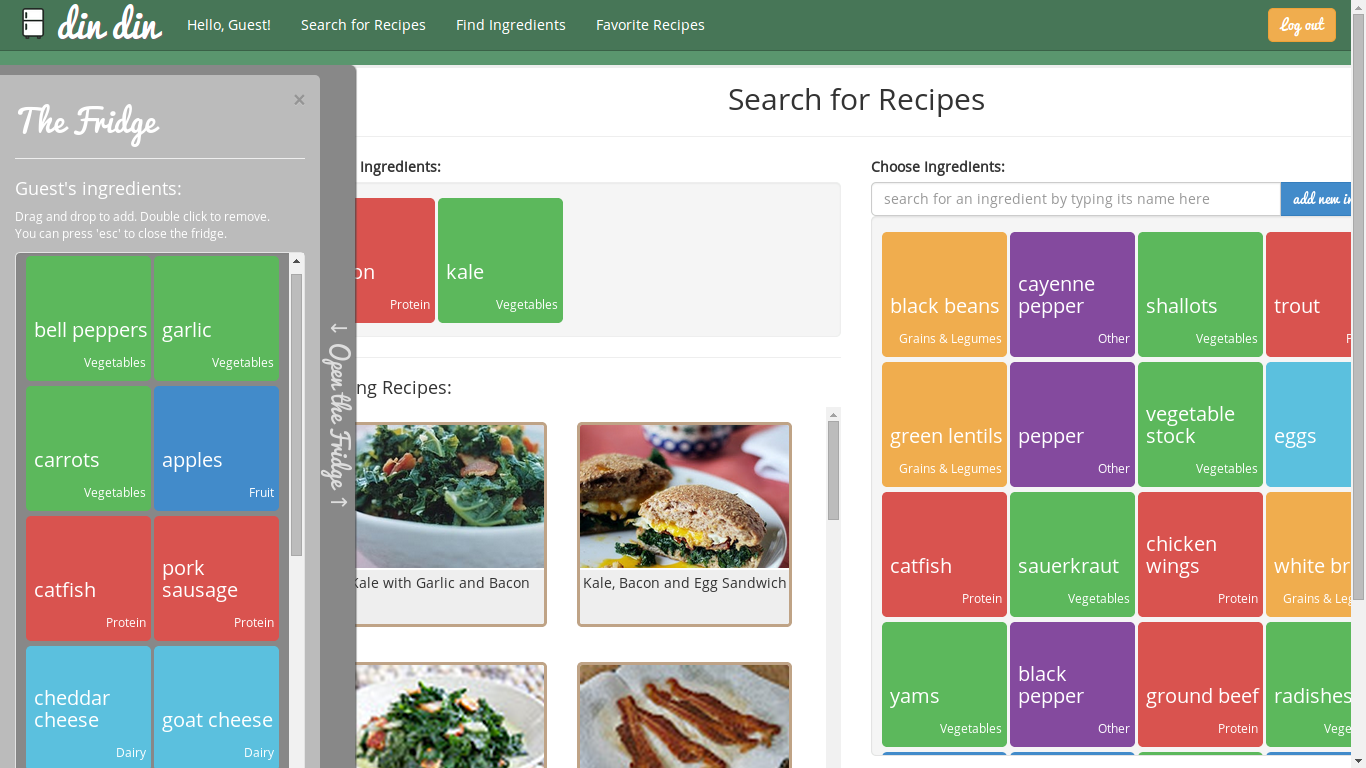 din din
Hello, Guest!
Search for Recipes
Find Ingredients
Favorite Recipes
Log out
×
The Fridge
Guest's ingredients:
Drag and drop to add. Double click to remove.
You can press 'esc' to close the fridge.
bell peppers
Vegetables
garlic
Vegetables
carrots
Vegetables
apples
Fruit
catfish
Protein
pork
sausage
Protein
cheddar
cheese
Dairy
goat cheese
Dairy
← Open the Fridge →
Search for Recipes
Ingredients:
on
Protein
kale
Vegetables
ng Recipes:
Kale with Garlic and Bacon
Kale, Bacon and Egg Sandwich
Choose Ingredients:
search for an ingredient by typing its name here
add new in
black beans
Grains & Legumes
cayenne
pepper
Other
shallots
Vegetables
trout
P
green lentils
Grains & Legumes
pepper
Other
vegetable
stock
Vegetables
eggs
catfish
Protein
sauerkraut
Vegetables
chicken
wings
Protein
white br
Grains & Leg
yams
Vegetables
black
pepper
Other
ground beef
Protein
radishes
Vege